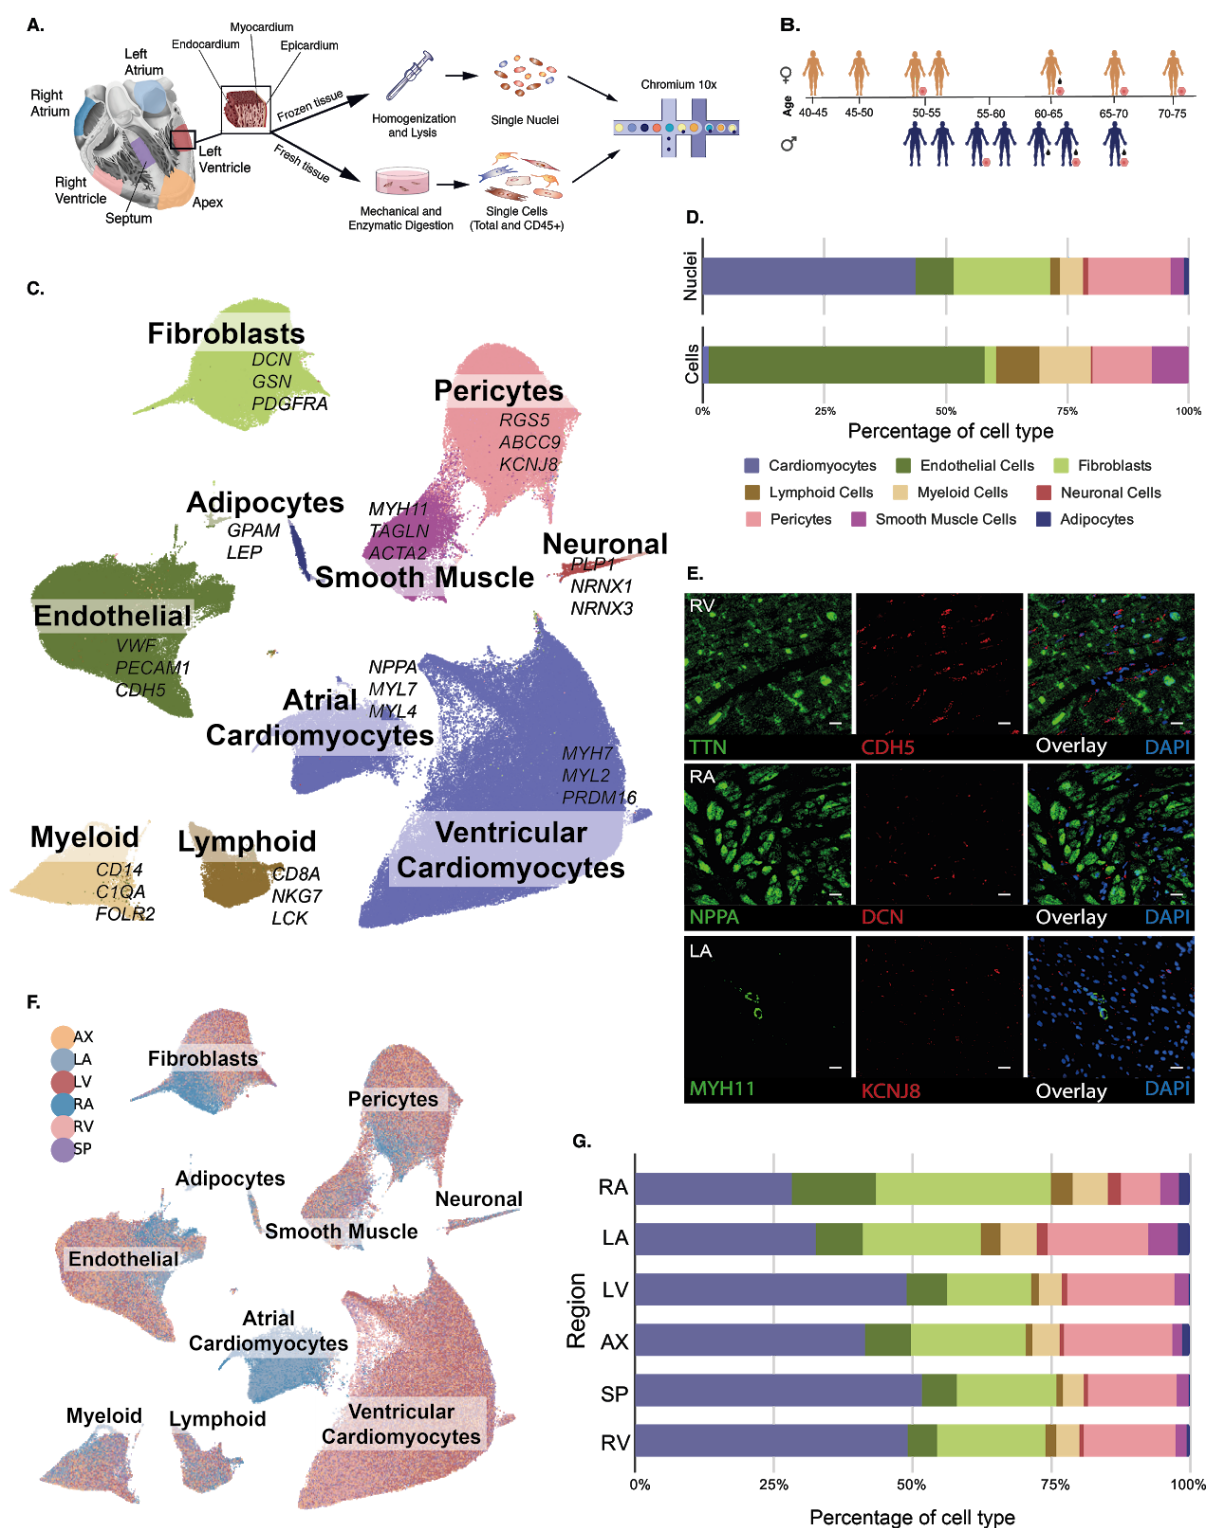 A.
Left
Atrium
Right
Atrium
Endocardium
Myocardium
Epicardium
Left
Ventricle
Right
Ventricle
Septum
Apex
Frozen tissue
Fresh tissue
Homogenization
and Lysis
Single Nuclei
Mechanical and
Enzymatic Digestion
Single Cells
(Total and CD45+)
Chromium 10x
B.
♀
Age
♂
40-45 45-50 50-55 55-60 60-65 65-70 70-75
C.
Fibroblasts
DCN
GSN
PDGFRA
Pericytes
RGS5
ABCC9
KCNJ8
Adipocytes
GPAM
LEP
MYH11
TAGLN
ACTA2
Smooth Muscle
Neuronal
PLP1
NRNX1
NRNX3
Endothelial
VWF
PECAM1
CDH5
Atrial
Cardiomyocytes
NPPA
MYL7
MYL4
MYH7
MYL2
PRDM16
Ventricular
Cardiomyocytes
Myeloid
CD14
C1QA
FOLR2
Lymphoid
CD8A
NKG7
LCK
D.
Nuclei
Cells
0% 25% 50% 75% 100%
Percentage of cell type
Cardiomyocytes Endothelial Cells Fibroblasts
Lymphoid Cells Myeloid Cells Neuronal Cells
Pericytes Smooth Muscle Cells Adipocytes
E.
RV
TTN CDH5 Overlay DAPI
RA
NPPA DCN Overlay DAPI
LA
MYH11 KCNJ8 Overlay DAPI
F.
AX
LA
LV
RA
RV
SP
Fibroblasts
Pericytes
Adipocytes
Smooth Muscle
Neuronal
Endothelial
Atrial
Cardiomyocytes
Myeloid
Lymphoid
Ventricular
Cardiomyocytes
G.
Region
RA
LA
LV
AX
SP
RV
0% 25% 50% 75% 100%
Percentage of cell type